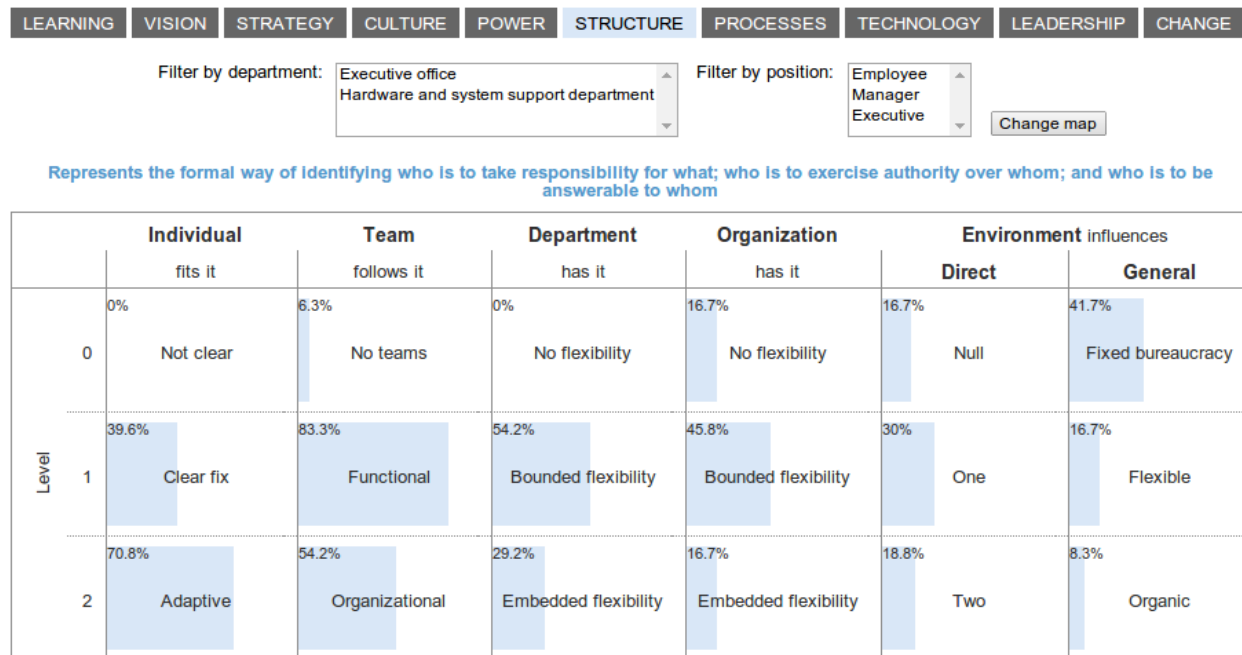 LEARNING VISION STRATEGY CULTURE POWER STRUCTURE PROCESSES TECHNOLOGY LEADERSHIP CHANGE
Filter by department: Executive office Filter by position: Employee
Hardware and system support department Manager
Executive Change map
Represents the formal way of identifying who is to take responsibility for what; who is to exercise authority over whom; and who is to be
answerable to whom
Individual Team Department Organization Environment influences
fits it follows it has it has it Direct General
0% 6.3% 0% 16.7% 16.7% 41.7%
0 Not clear No teams No flexibility No flexibility Null Fixed bureaucracy
39.6% 83.3% 54.2% 45.8% 30% 16.7%
Level 1 Clear fix Functional Bounded flexibility Bounded flexibility One Flexible
70.8% 54.2% 29.2% 16.7% 18.8% 8.3%
2 Adaptive Organizational Embedded flexibility Embedded flexibility Two Organic